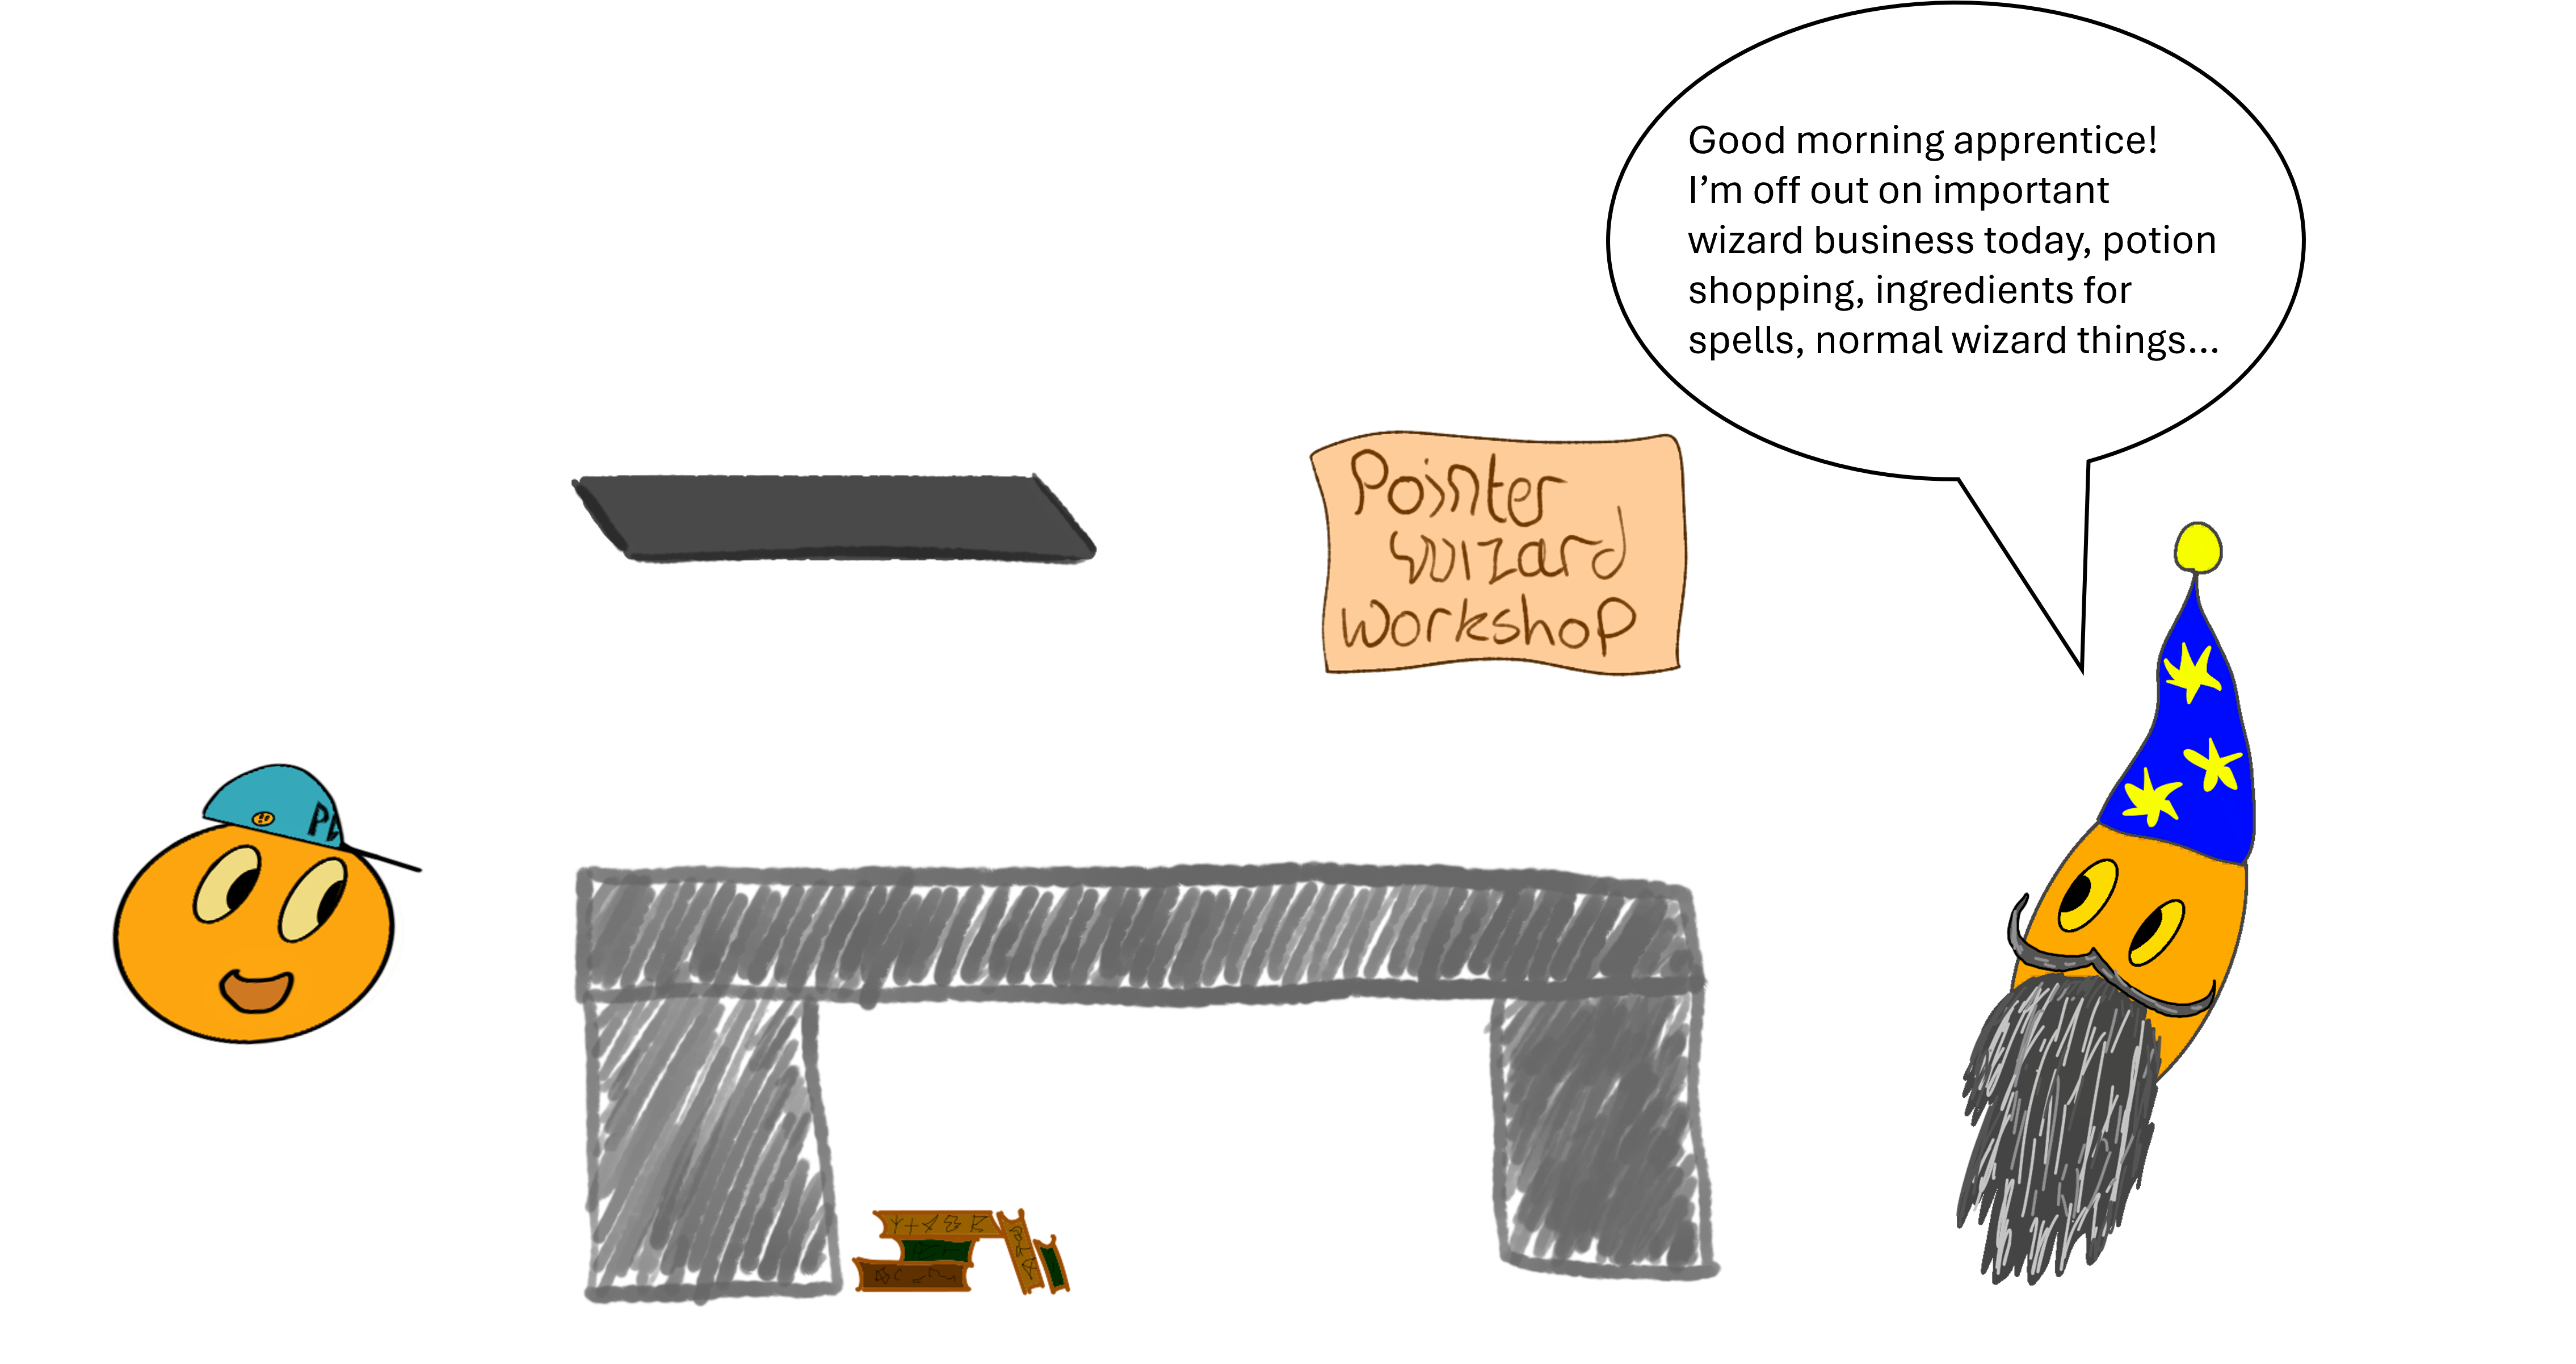 Good morning apprentice!
I'm off out on important
wizard business today, potion
shopping, ingredients for
spells, normal wizard things...
Pointer
wizard
workshop